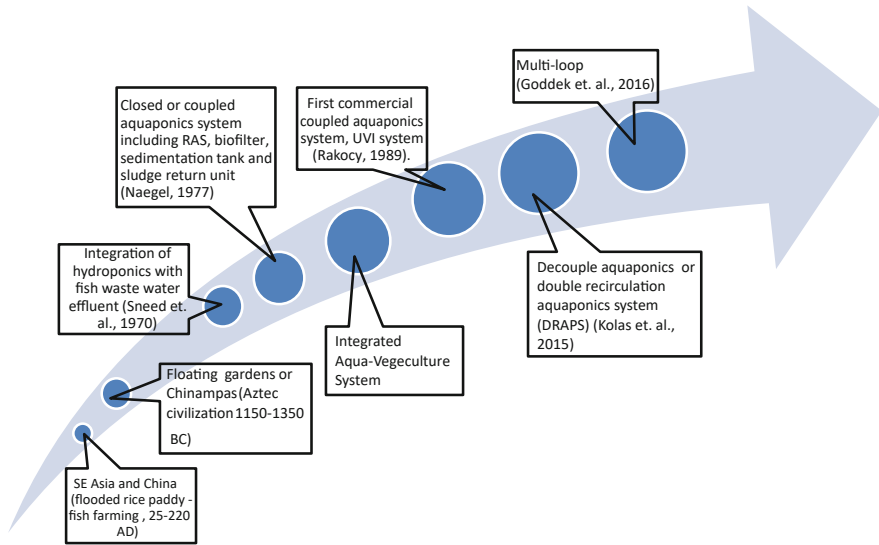 SE Asia and China
(flooded rice paddy -
fish farming , 25-220
AD)
Floating gardens or
Chinampas (Aztec
civilization 1150-1350
BC)
Integration of
hydroponics with
fish waste water
effluent (Sneed et.
al., 1970)
Closed or coupled
aquaponics system
including RAS, biofilter,
sedimentation tank and
sludge return unit
(Naegel, 1977)
Integrated
Aqua-Vegeculture
System
First commercial
coupled aquaponics
system, UVI system
(Rakocy, 1989).
Decouple aquaponics or
double recirculation
aquaponics system
(DRAPS) (Kolas et. al.,
2015)
Multi-loop
(Goddek et. al., 2016)